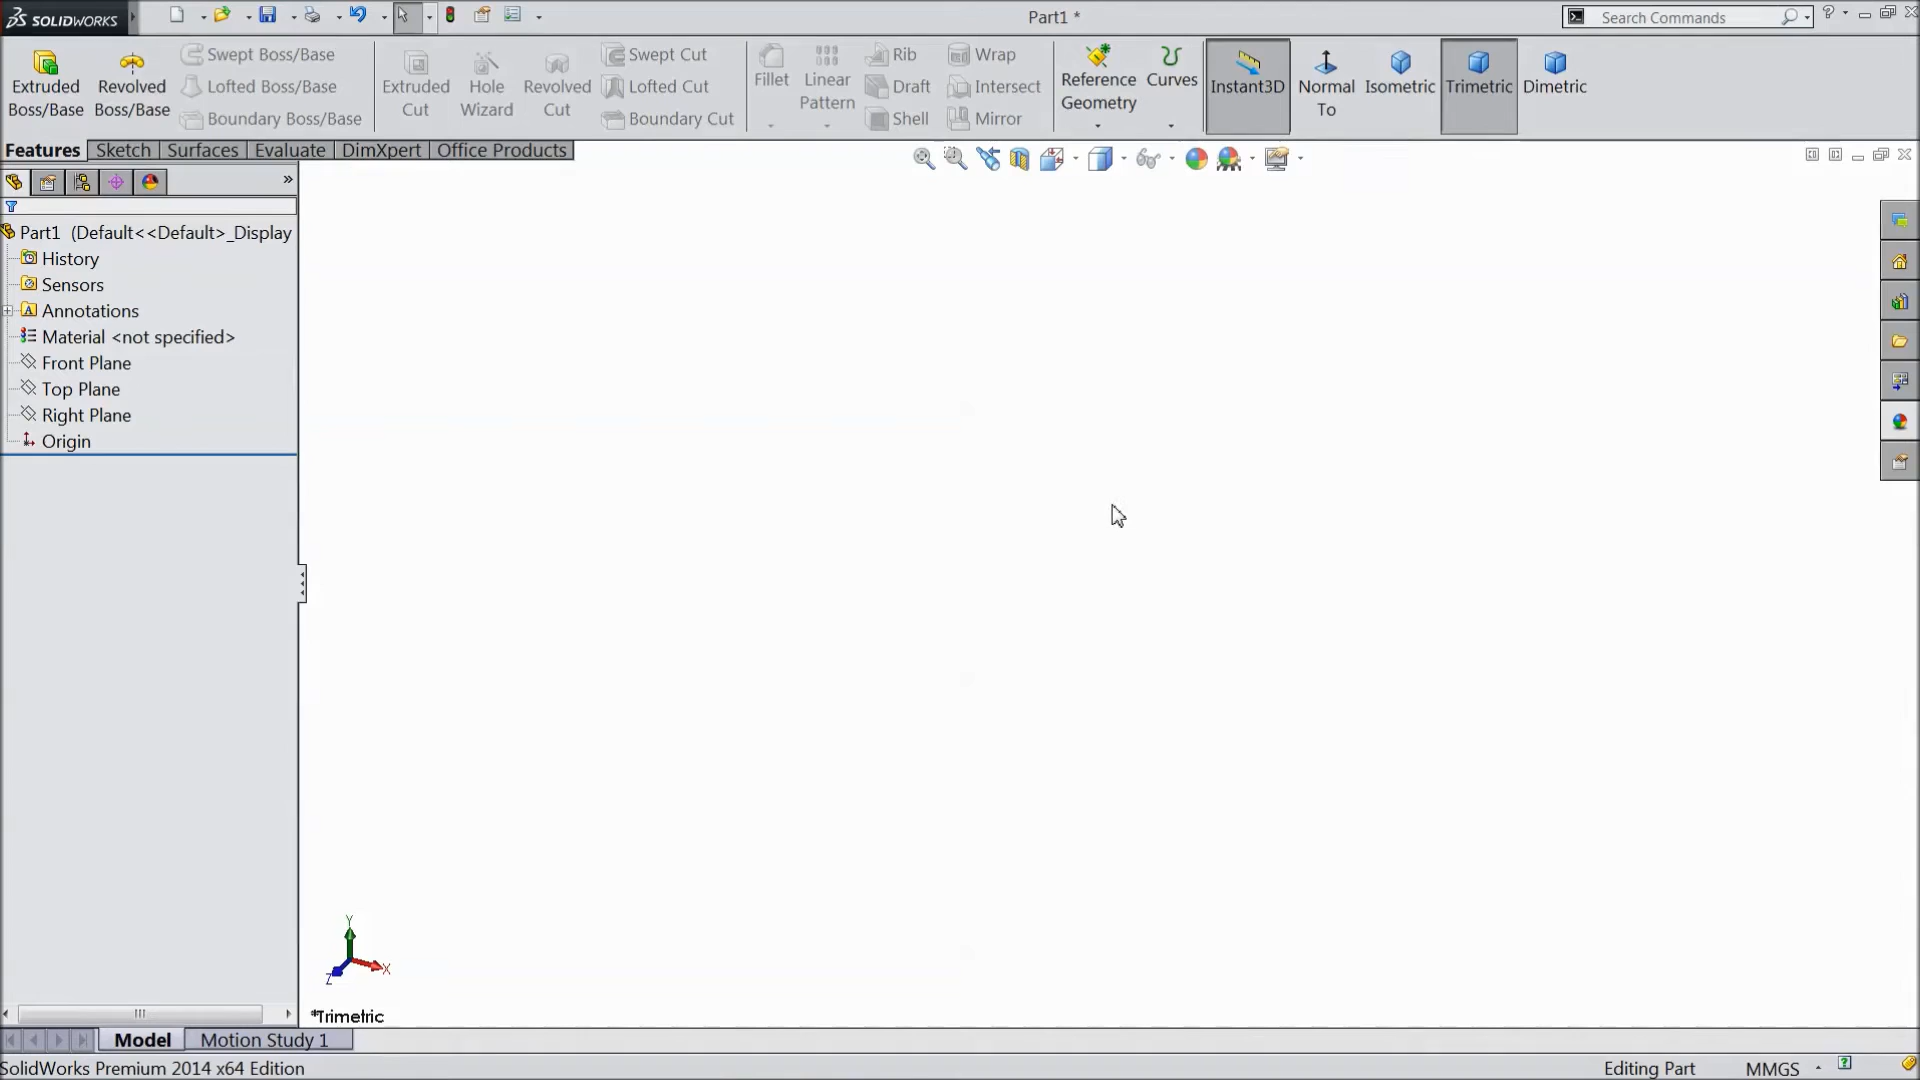 SOLIDWORKS
Part1 *
Search Commands
Extruded Boss/Base
Revolved Boss/Base
Swept Boss/Base
Lofted Boss/Base
Boundary Boss/Base
Extruded Cut
Hole Wizard
Revolved Cut
Swept Cut
Lofted Cut
Boundary Cut
Fillet
Linear Pattern
Rib
Draft
Shell
Wrap
Intersect
Mirror
Reference Geometry
Curves
Instant3D
Normal To
Isometric
Trimetric
Dimetric
Features
Sketch
Surfaces
Evaluate
DimXpert
Office Products
Part1 (Default<<Default>_Display
History
Sensors
Annotations
Material <not specified>
Front Plane
Top Plane
Right Plane
Origin
Y
X
Z
*Trimetric
Model
Motion Study 1
SolidWorks Premium 2014 x64 Edition
Editing Part
MMGS